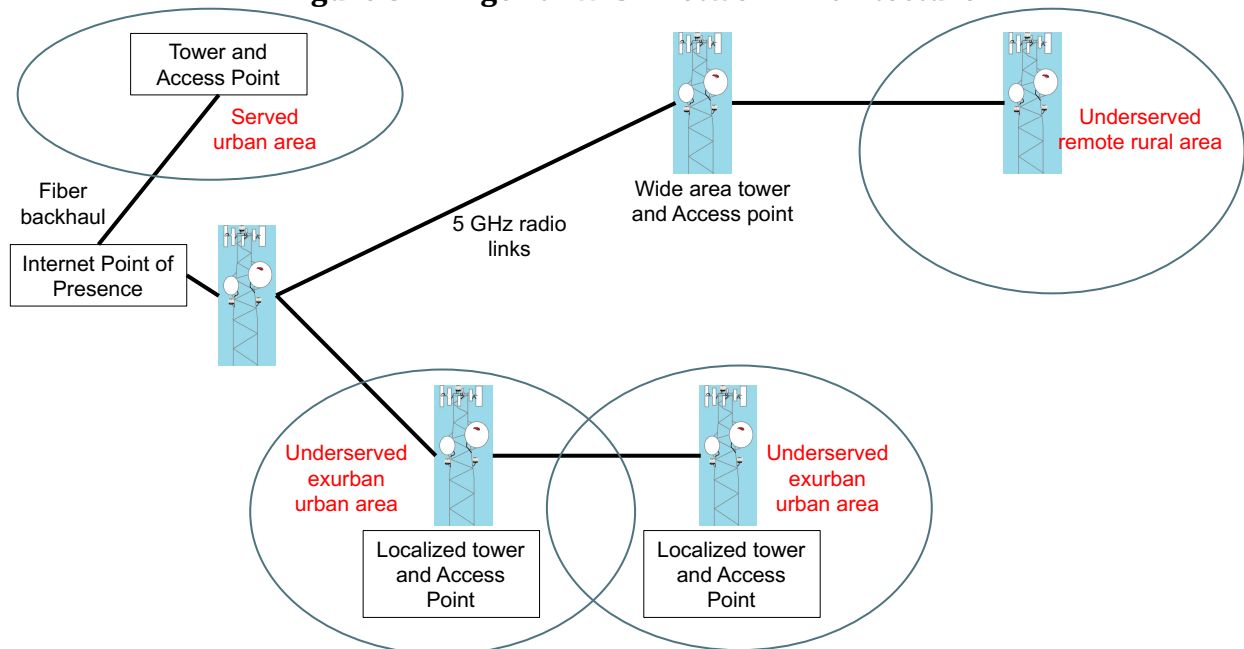 Tower and
Access Point
Served
urban area
Underserved
remote rural area
Fiber
backhaul
Wide area tower
and Access point
5 GHz radio
links
Internet Point of
Presence
Underserved
exurban
urban area
Underserved
exurban
urban area
Localized tower
and Access
Point
Localized tower
and Access
Point